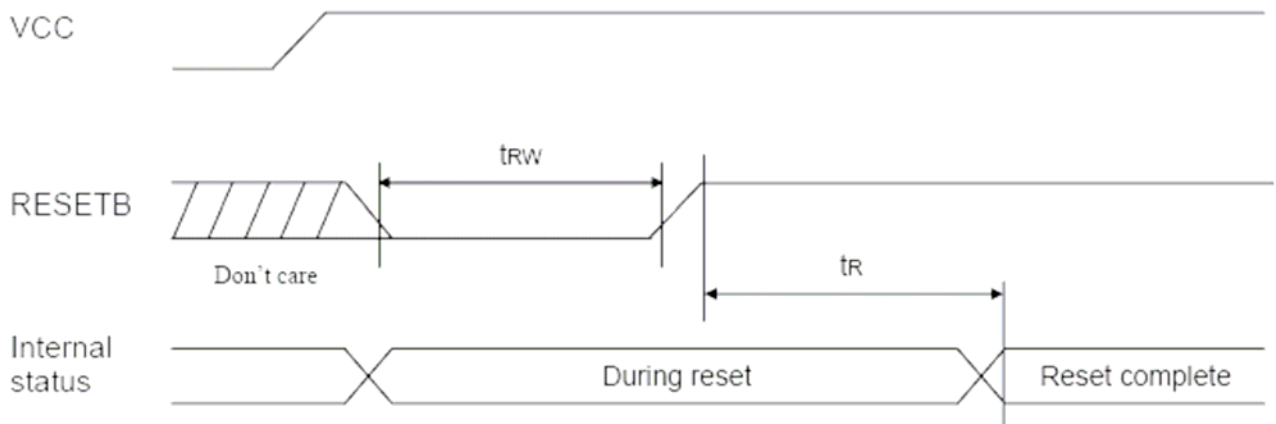 VCC
tRW
RESETB
Don't care
tR
Internal
status
During reset
Reset complete